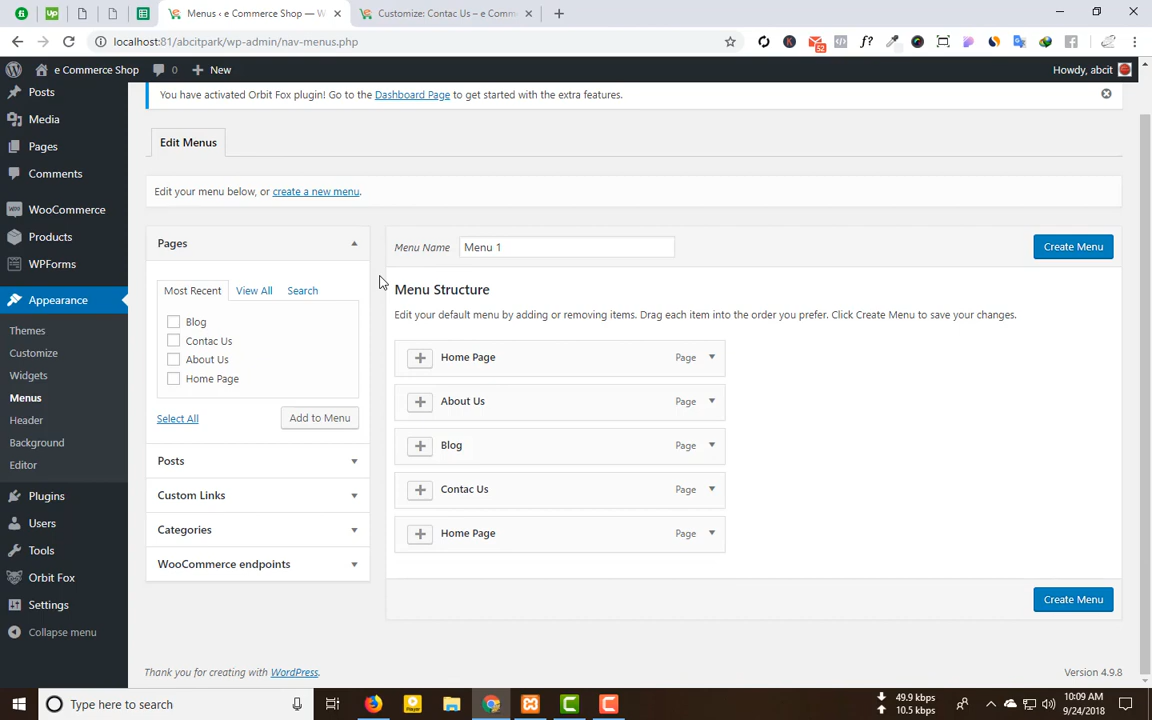 Menus ‹ e Commerce Shop — W
Customize: Contac Us – e Comm
localhost:81/abcitpark/wp-admin/nav-menus.php
e Commerce Shop
0
New
Howdy, abcit
Posts
Media
Pages
Comments
WooCommerce
Products
WPForms
Appearance
Themes
Customize
Widgets
Menus
Header
Background
Editor
Plugins
Users
Tools
Orbit Fox
Settings
Collapse menu
You have activated Orbit Fox plugin! Go to the Dashboard Page to get started with the extra features.
Edit Menus
Edit your menu below, or create a new menu.
Pages
Most Recent
View All
Search
Blog
Contac Us
About Us
Home Page
Select All
Add to Menu
Posts
Custom Links
Categories
WooCommerce endpoints
Menu Name
Menu 1
Create Menu
Menu Structure
Edit your default menu by adding or removing items. Drag each item into the order you prefer. Click Create Menu to save your changes.
Home Page Page
About Us Page
Blog Page
Contac Us Page
Home Page Page
Create Menu
Thank you for creating with WordPress.
Version 4.9.8
Type here to search
49.9 kbps
10.5 kbps
10:09 AM
9/24/2018
up
52
f?
Woo
Player